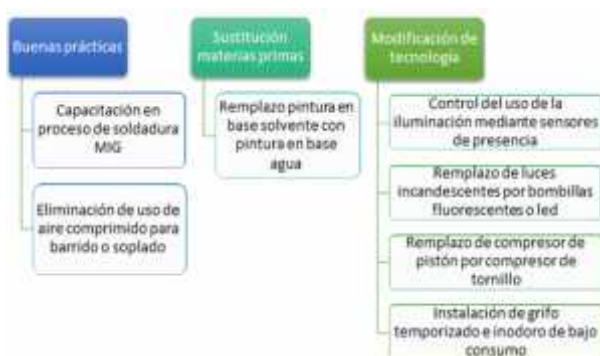 Buenas prácticas
Capacitación en
proceso de soldadura
MIG
Eliminación de uso de
aire comprimido para
barrido o soplado
Sustitución
materias primas
Remplazo pintura en
base solvente con
pintura en base
agua
Modificación de
tecnología
Control del uso de la
iluminación mediante sensores
de presencia
Remplazo de luces
incandescentes por bombillas
fluorescentes o led
Remplazo de compresor de
pistón por compresor de
tornillo
Instalación de grifo
temporizado e inodoro de bajo
consumo